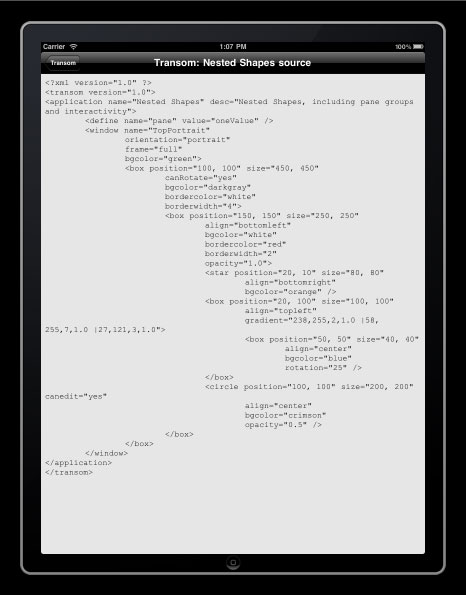 Carrier 1:07 PM 100%
Transom Transom: Nested Shapes source
<?xml version="1.0" ?>
<transom version="1.0">
<application name="Nested Shapes" desc="Nested Shapes, including pane groups
and interactivity">
<define name="pane" value="oneValue" />
<window name="TopPortrait"
orientation="portrait"
frame="full"
bgcolor="green">
<box position="100, 100" size="450, 450"
canRotate="yes"
bgcolor="darkgray"
bordercolor="white"
borderwidth="4">
<box position="150, 150" size="250, 250"
align="bottomleft"
bgcolor="white"
bordercolor="red"
borderwidth="2"
opacity="1.0">
<star position="20, 10" size="80, 80"
align="bottomright"
bgcolor="orange" />
<box position="20, 100" size="100, 100"
align="topleft"
gradient="238,255,2,1.0 |58,
255,7,1.0 |27,121,3,1.0">
<box position="50, 50" size="40, 40"
align="center"
bgcolor="blue"
rotation="25" />
</box>
<circle position="100, 100" size="200, 200"
canedit="yes"
align="center"
bgcolor="crimson"
opacity="0.5" />
</box>
</box>
</window>
</application>
</transom>